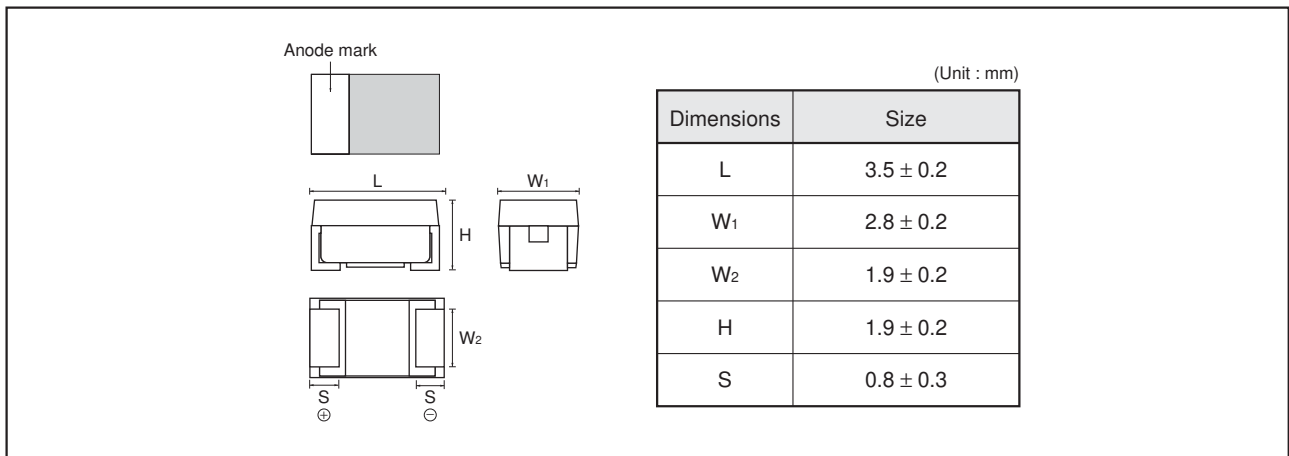 Anode mark
L
W1
H
W2
S
S
⊕
⊖
(Unit : mm)
Dimensions Size
L 3.5 ± 0.2
W1 2.8 ± 0.2
W2 1.9 ± 0.2
H 1.9 ± 0.2
S 0.8 ± 0.3